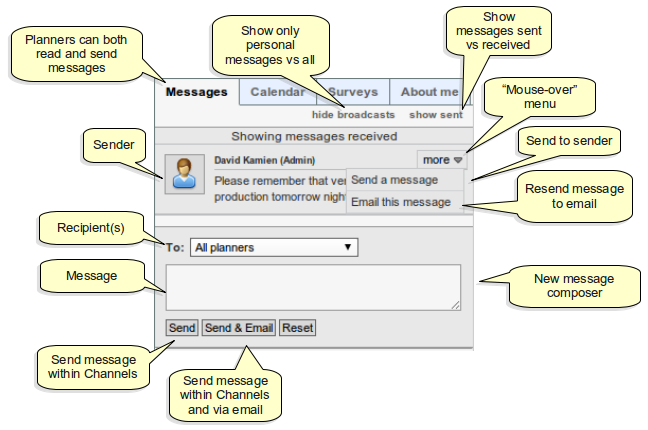 Planners can both
read and send
messages
Show only
personal
messages vs all
Show
messages sent
vs received
Messages
Calendar
Surveys
About me
hide broadcasts
show sent
“Mouse-over”
menu
Showing messages received
Sender
David Kamien (Admin)
more
Send to sender
Please remember that ver
production tomorrow nigh
Send a message
Email this message
Resend message
to email
Recipient(s)
To:
All planners
Message
New message
composer
Send
Send & Email
Reset
Send message
within Channels
Send message
within Channels
and via email